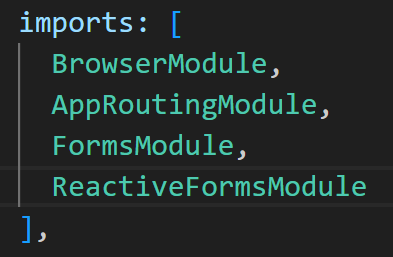 imports: [
BrowserModule,
AppRoutingModule,
FormsModule,
ReactiveFormsModule
],